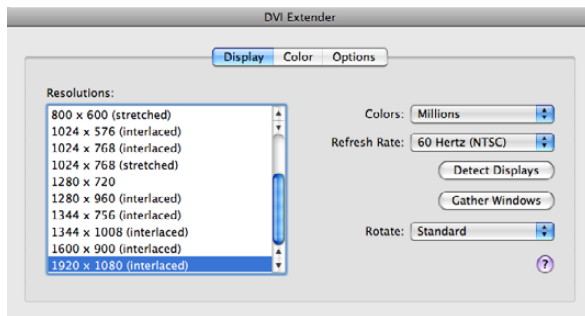 DVI Extender
Display Color Options
Resolutions:
800 x 600 (stretched)
1024 x 576 (interlaced)
1024 x 768 (interlaced)
1024 x 768 (stretched)
1280 x 720
1280 x 960 (interlaced)
1344 x 756 (interlaced)
1344 x 1008 (interlaced)
1600 x 900 (interlaced)
1920 x 1080 (interlaced)
Colors: Millions
Refresh Rate: 60 Hertz (NTSC)
Detect Displays
Gather Windows
Rotate: Standard
?